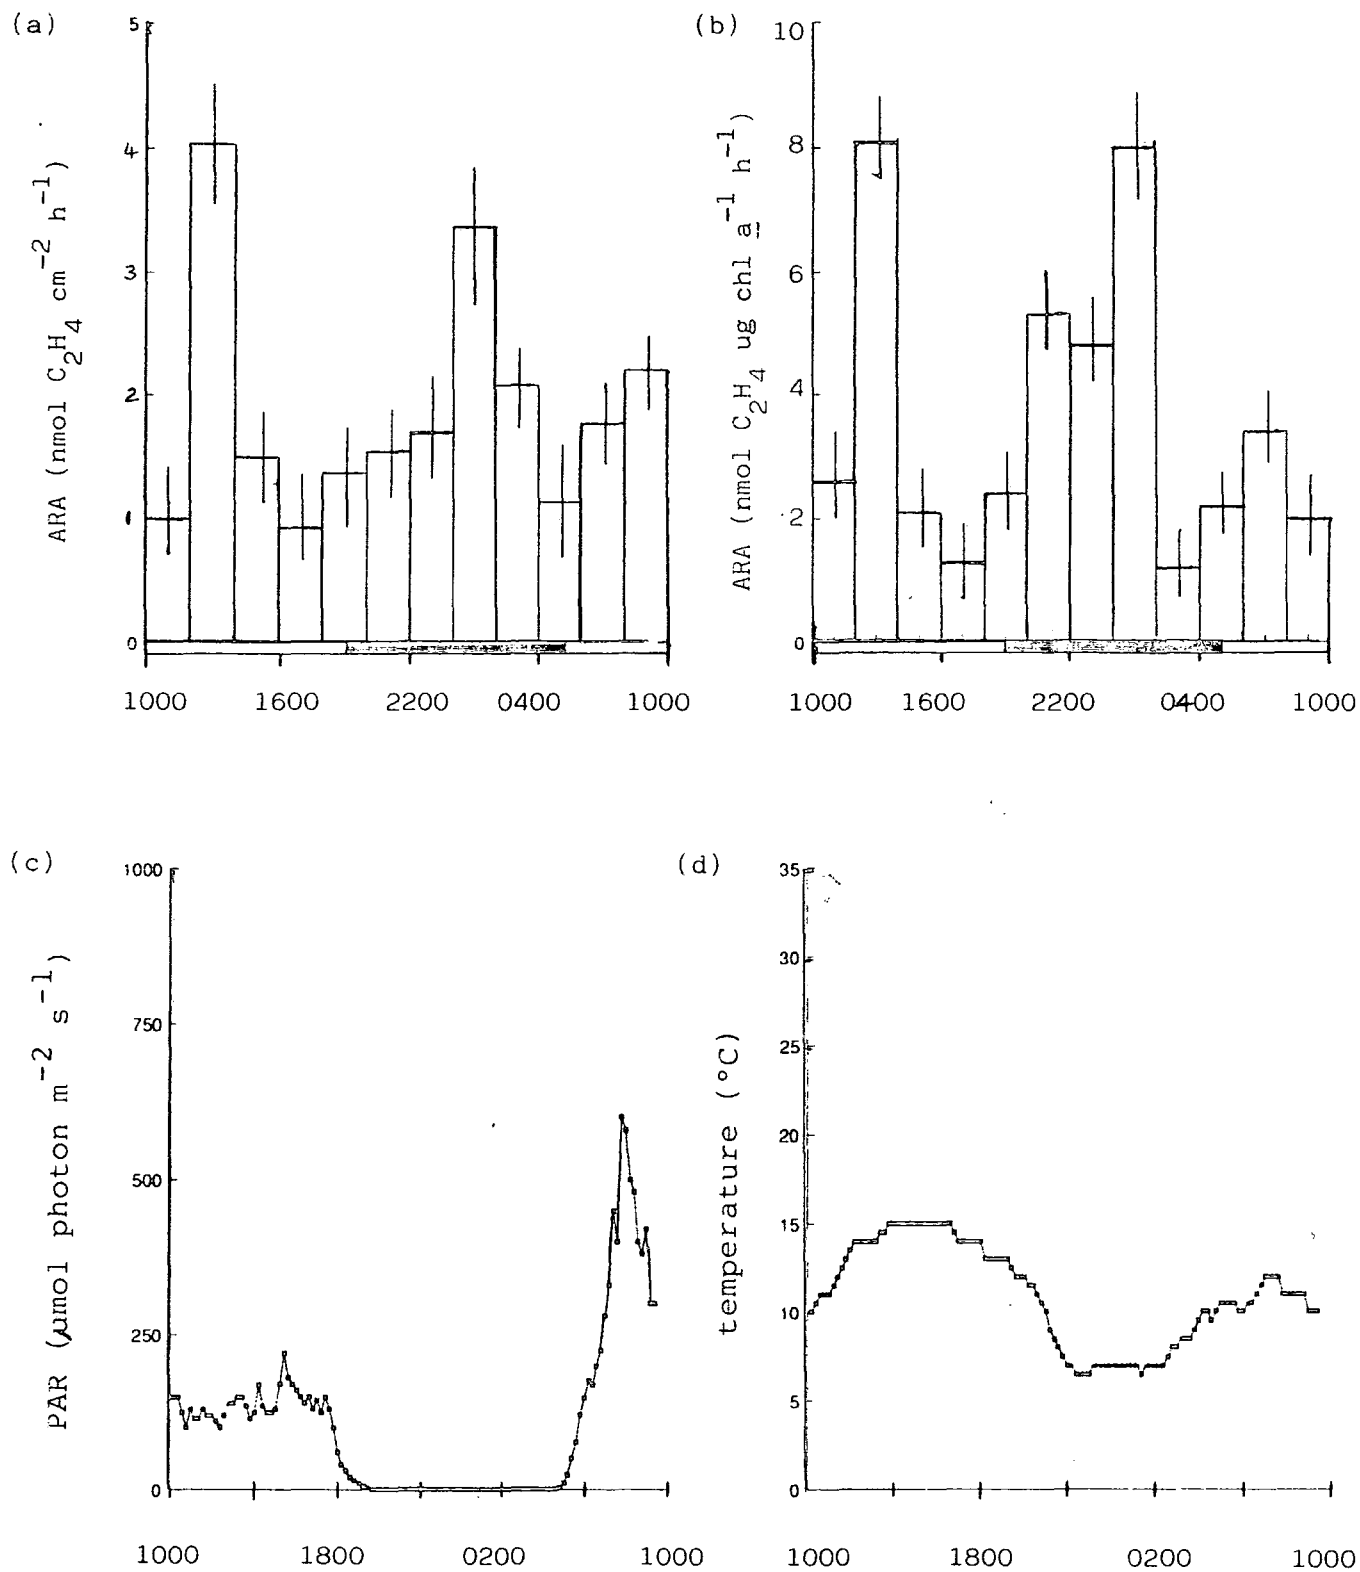 (a)
ARA (nmol C2H4 cm-2 h-1)
5
4
3
2
1
0
1000 1600 2200 0400 1000
(b)
ARA (nmol C2H4 ug chl a-1 h-1)
10
8
6
4
2
0
1000 1600 2200 0400 1000
(c)
PAR (µmol photon m-2 s-1)
1000
750
500
250
0
1000 1800 0200 1000
(d)
temperature (°C)
35
30
25
20
15
10
5
0
1000 1800 0200 1000